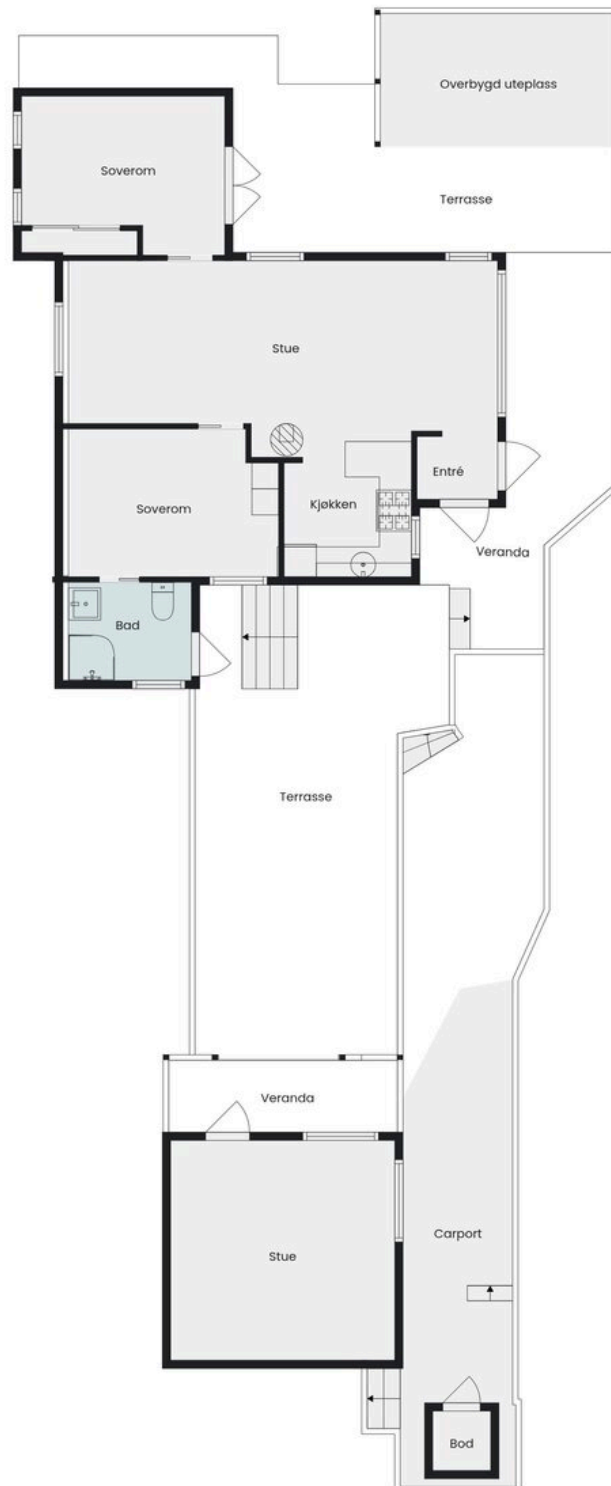 Overbygd uteplass
Soverom
Terrasse
Stue
Entré
Kjøkken
Soverom
Veranda
Bad
Terrasse
Veranda
Carport
Stue
Bod